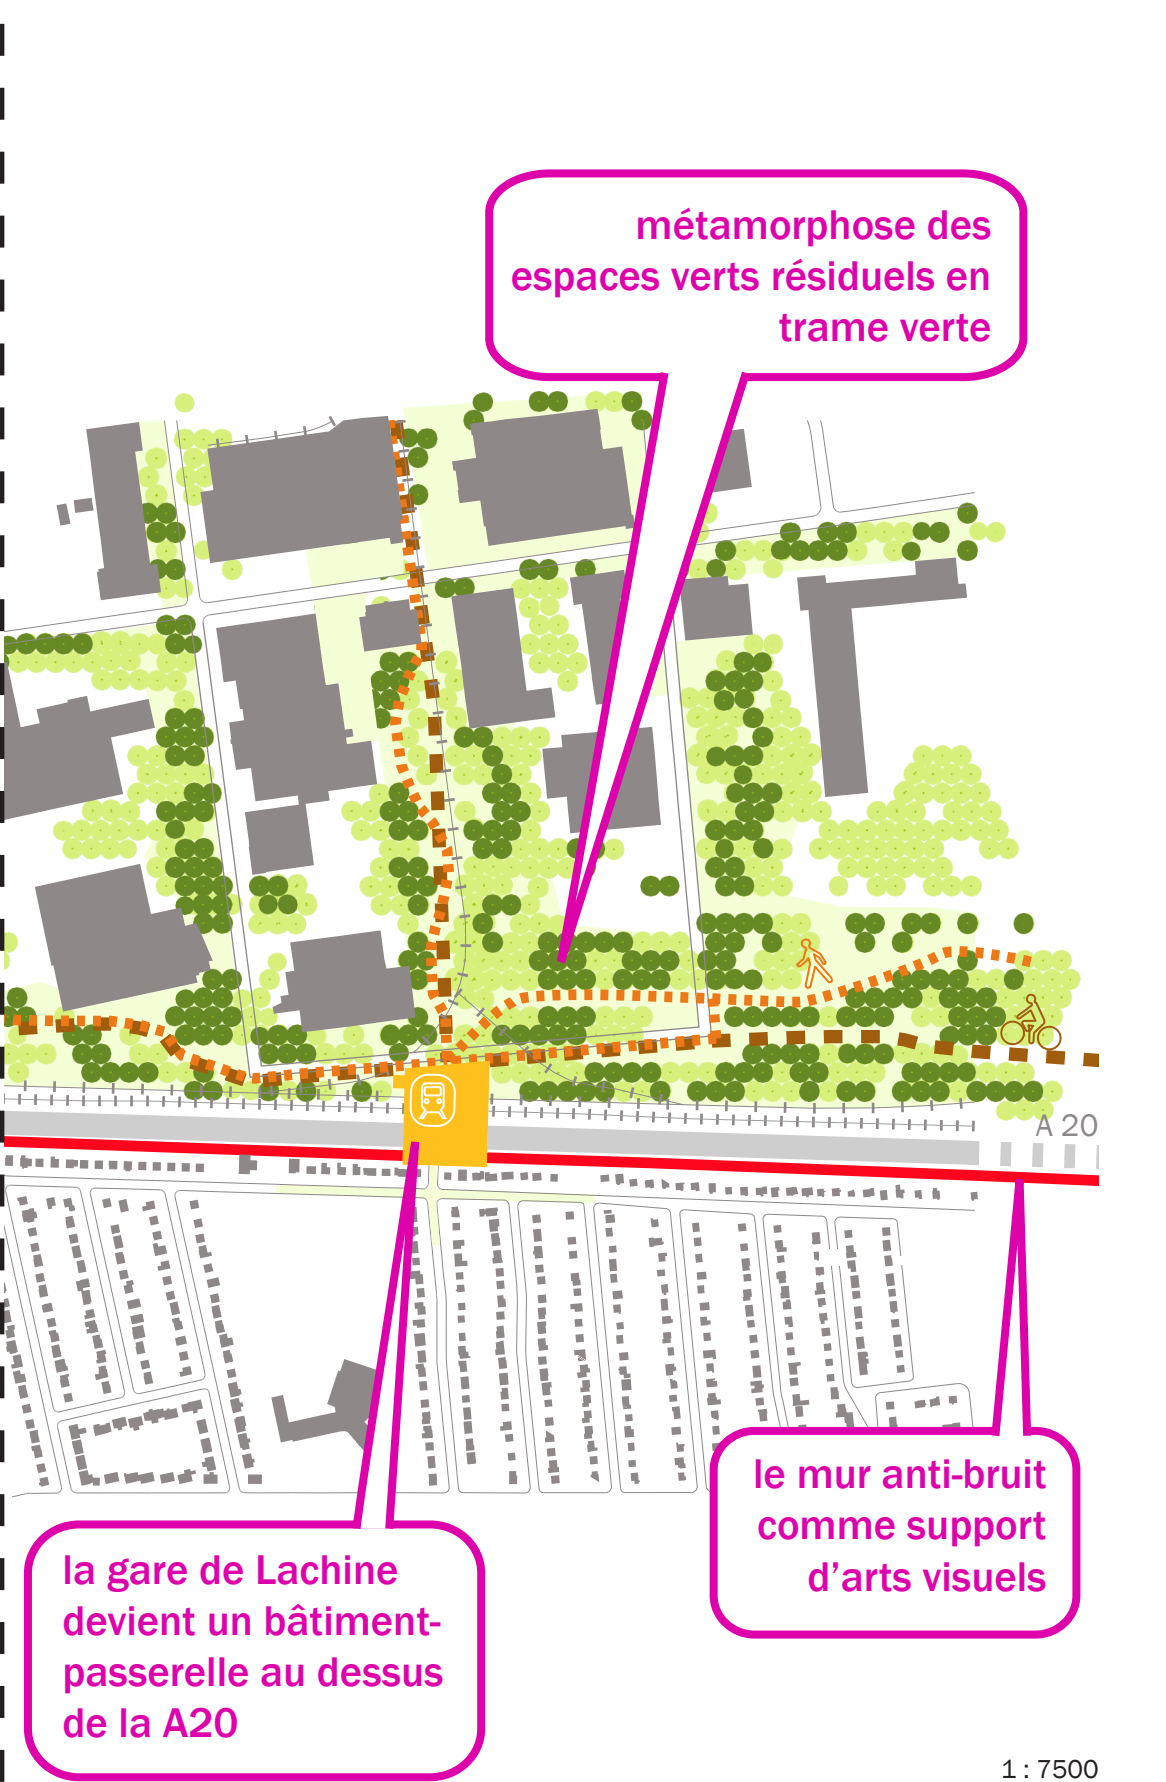 métamorphose des
espaces verts résiduels en
trame verte
A 20
le mur anti-bruit
comme support
d’arts visuels
la gare de Lachine
devient un bâtiment-
passerelle au dessus
de la A20
1 : 7500